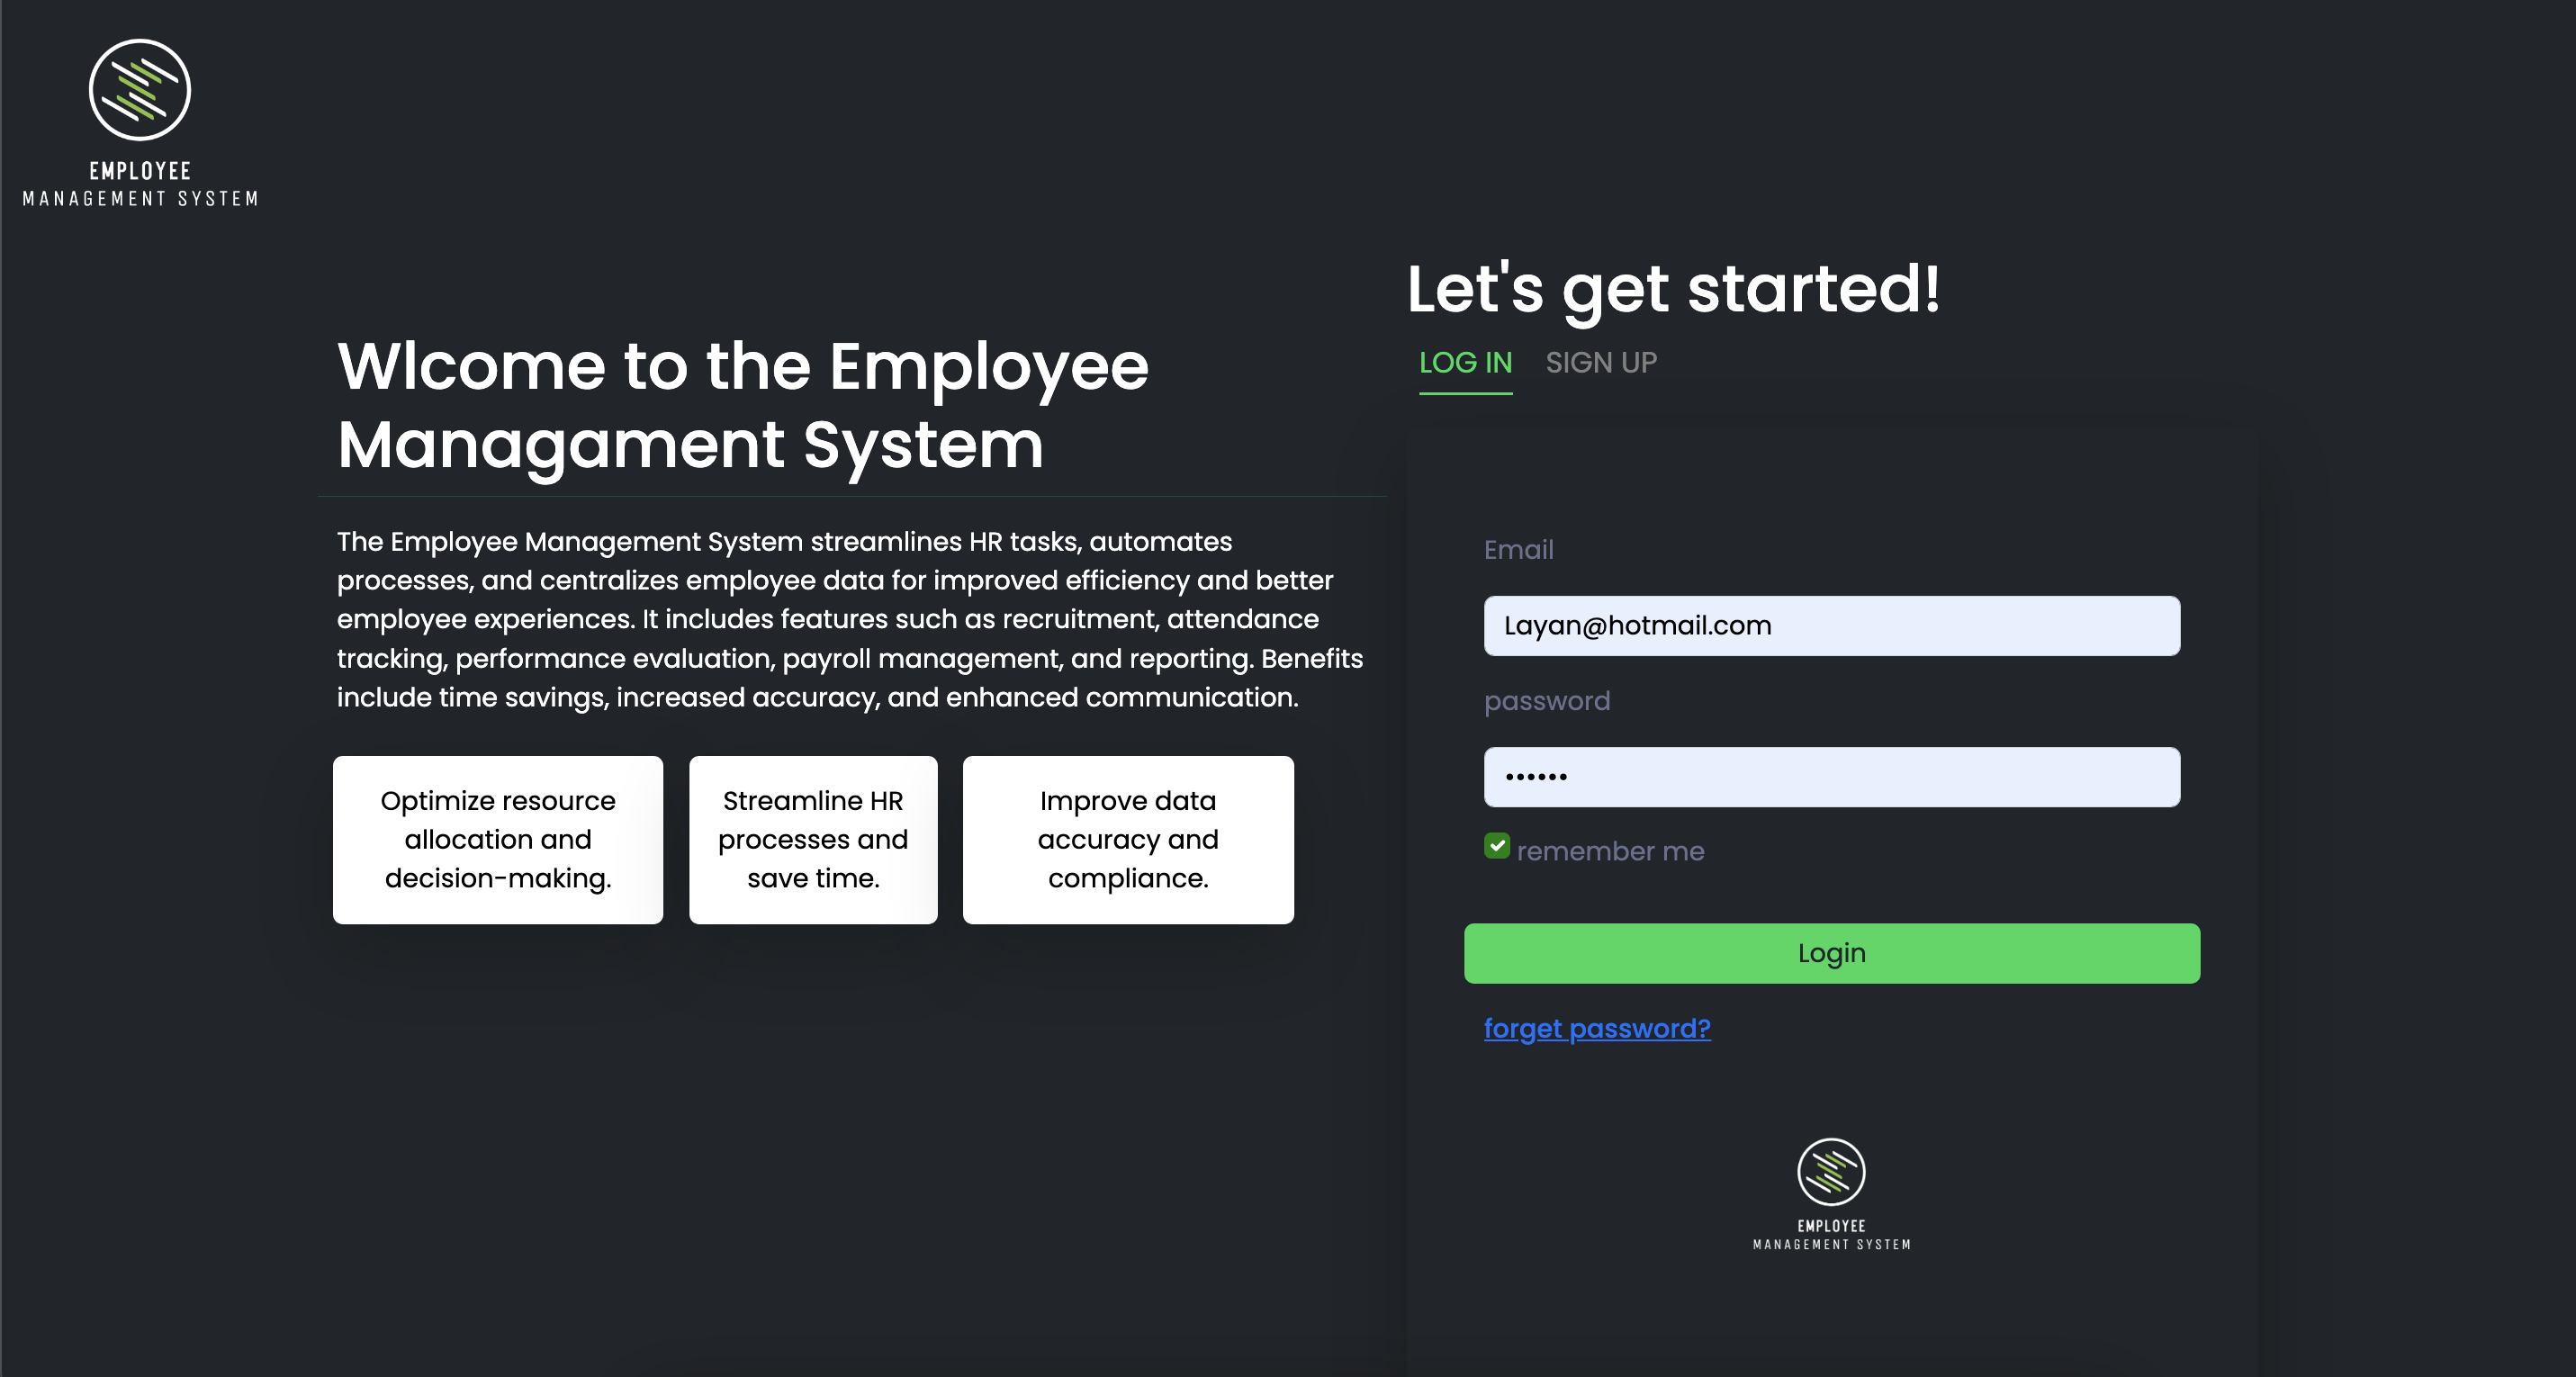 EMPLOYEE
MANAGEMENT SYSTEM
Wlcome to the Employee
Managament System
The Employee Management System streamlines HR tasks, automates
processes, and centralizes employee data for improved efficiency and better
employee experiences. It includes features such as recruitment, attendance
tracking, performance evaluation, payroll management, and reporting. Benefits
include time savings, increased accuracy, and enhanced communication.
Optimize resource
allocation and
decision-making.
Streamline HR
processes and
save time.
Improve data
accuracy and
compliance.
Let's get started!
LOG IN SIGN UP
Email
Layan@hotmail.com
password
••••••
remember me
Login
forget password?
EMPLOYEE
MANAGEMENT SYSTEM